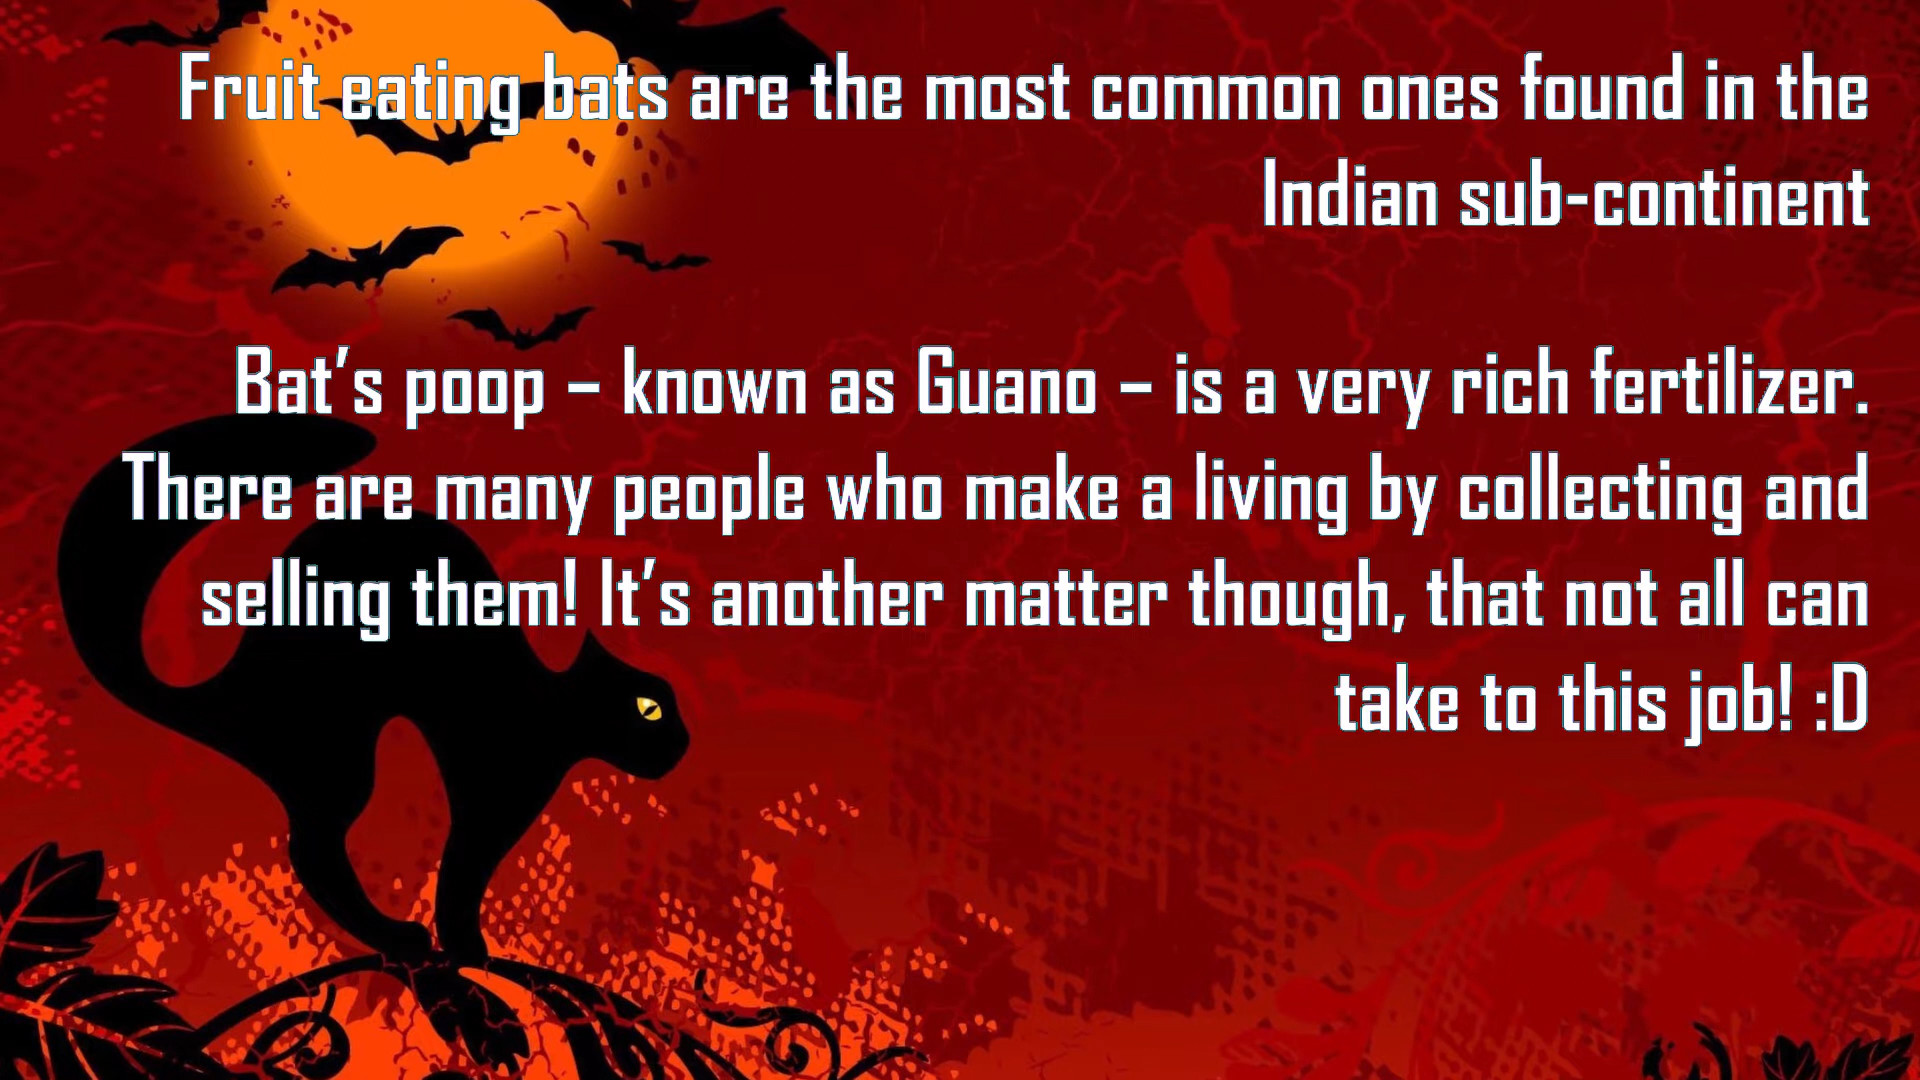 Fruit eating bats are the most common ones found in the
Indian sub-continent
Bat’s poop – known as Guano – is a very rich fertilizer.
There are many people who make a living by collecting and
selling them! It’s another matter though, that not all can
take to this job! :D